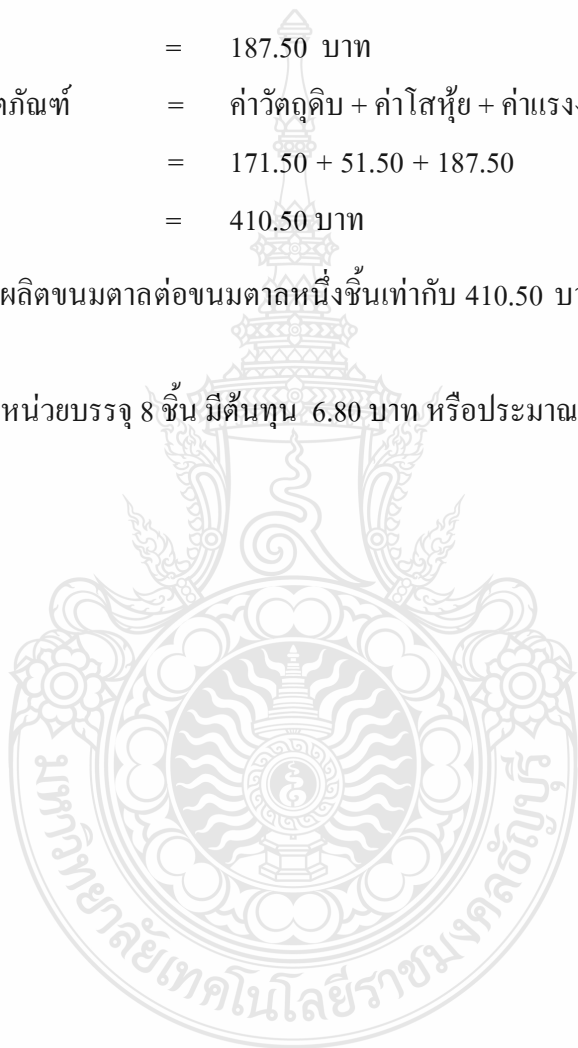 = 187.50 บาท
ตภัณฑ์ = ค่าวัตถุดิบ + ค่าโสหุ้ย + ค่าแรง
= 171.50 + 51.50 + 187.50
= 410.50 บาท
ผลิตขนมตาลต่อขนมตาลหนึ่งชิ้นเท่ากับ 410.50
หน่วยบรรจุ 8 ชิ้น มีต้นทุน 6.80 บาท หรือประมาณ
มหาวิทยาลัยเทคโนโลยีราชมงคลธัญบุรี